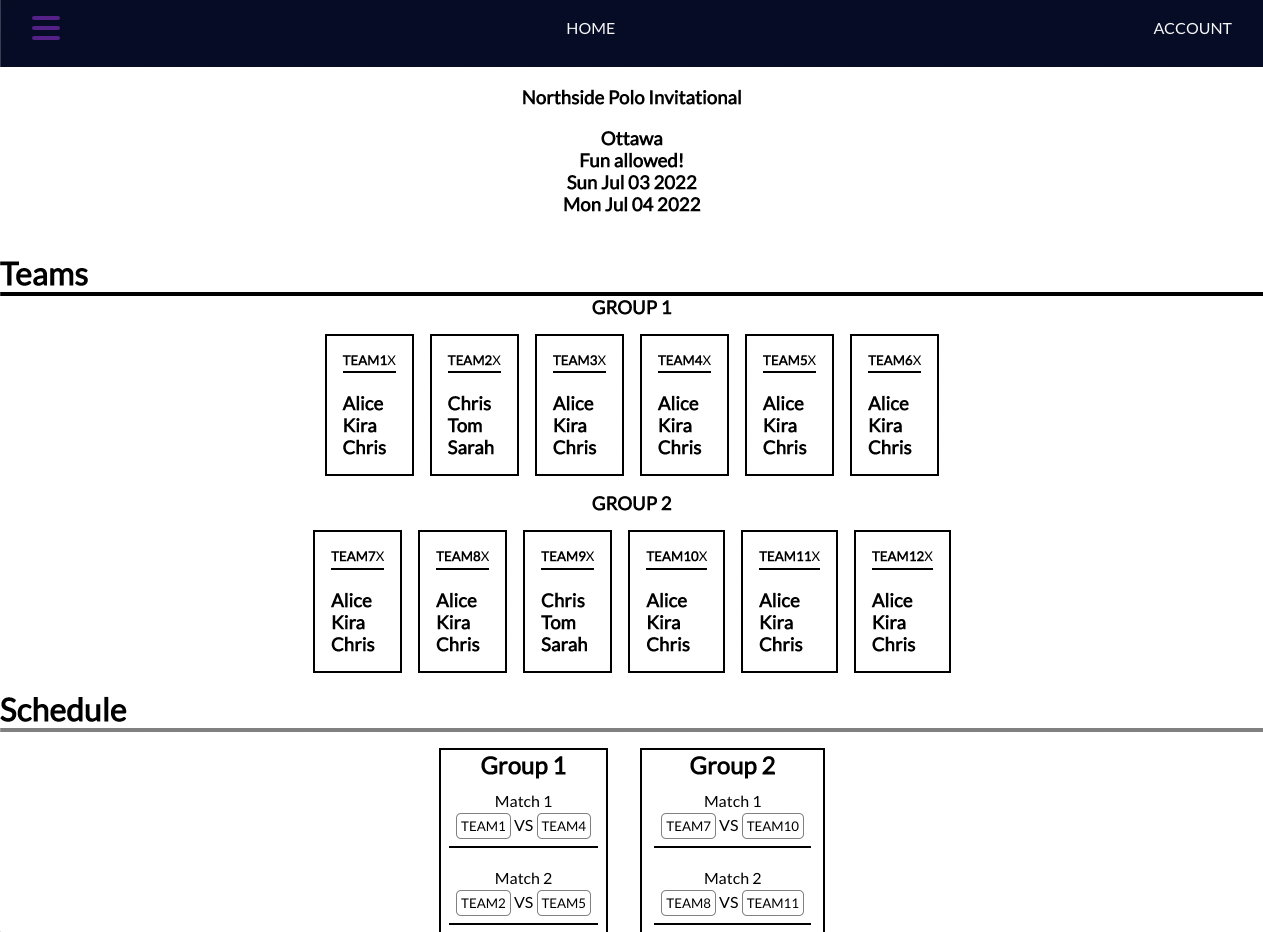 HOME ACCOUNT
Northside Polo Invitational
Ottawa
Fun allowed!
Sun Jul 03 2022
Mon Jul 04 2022
Teams
GROUP 1
TEAM1X TEAM2X TEAM3X TEAM4X TEAM5X TEAM6X
Alice Chris Alice Alice Alice Alice
Kira Tom Kira Kira Kira Kira
Chris Sarah Chris Chris Chris Chris
GROUP 2
TEAM7X TEAM8X TEAM9X TEAM10X TEAM11X TEAM12X
Alice Alice Chris Alice Alice Alice
Kira Kira Tom Kira Kira Kira
Chris Chris Sarah Chris Chris Chris
Schedule
Group 1 Group 2
Match 1 Match 1
TEAM1 VS TEAM4 TEAM7 VS TEAM10
Match 2 Match 2
TEAM2 VS TEAM5 TEAM8 VS TEAM11